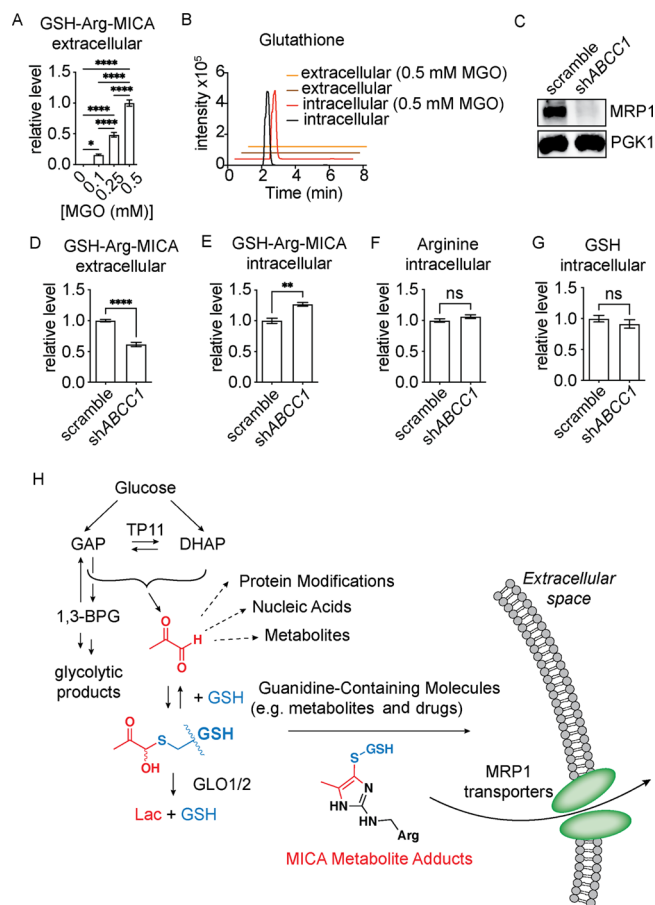 A
GSH-Arg-MICA
extracellular
relative level
1.5
1.0
0.5
0.0
****
****
****
****
****
*
0
0.1
0.25
0.5
[MGO (mM)]
B
Glutathione
intensity x10⁵
6
5
4
3
2
1
0
extracellular (0.5 mM MGO)
extracellular
intracellular (0.5 mM MGO)
intracellular
0 2 4 6 8
Time (min)
C
scramble
shABCC1
MRP1
PGK1
D
GSH-Arg-MICA
extracellular
relative level
1.5
1.0
0.5
0.0
****
scramble
shABCC1
E
GSH-Arg-MICA
intracellular
relative level
1.5
1.0
0.5
0.0
**
scramble
shABCC1
F
Arginine
intracellular
relative level
1.5
1.0
0.5
0.0
ns
scramble
shABCC1
G
GSH
intracellular
relative level
1.5
1.0
0.5
0.0
ns
scramble
shABCC1
H
Glucose
GAP
TP11
DHAP
1,3-BPG
glycolytic
products
O
H
O
Protein Modifications
Nucleic Acids
Metabolites
+ GSH
O
S
GSH
OH
GLO1/2
Lac + GSH
Guanidine-Containing Molecules
(e.g. metabolites and drugs)
GSH
S
N
HN
HN
Arg
MICA Metabolite Adducts
Extracellular
space
MRP1
transporters